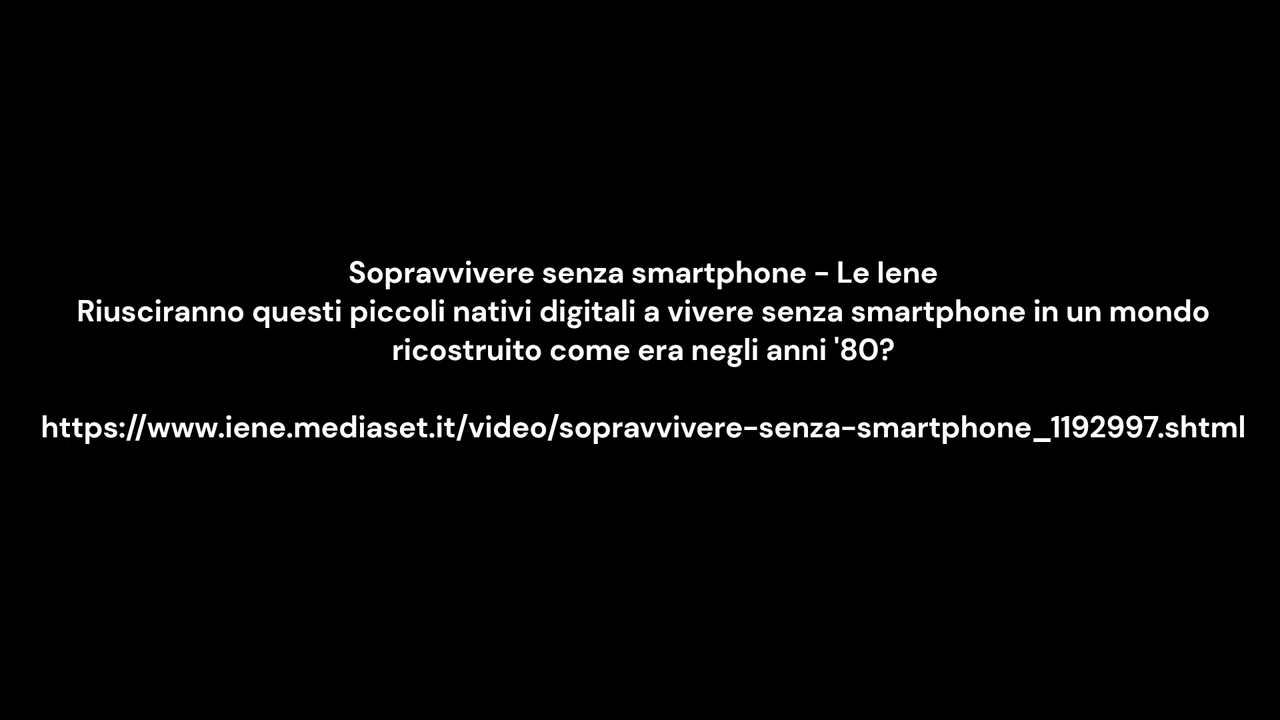 Sopravvivere senza smartphone - Le Iene
Riusciranno questi piccoli nativi digitali a vivere senza smartphone in un mondo
ricostruito come era negli anni '80?
https://www.iene.mediaset.it/video/sopravvivere-senza-smartphone_1192997.shtml